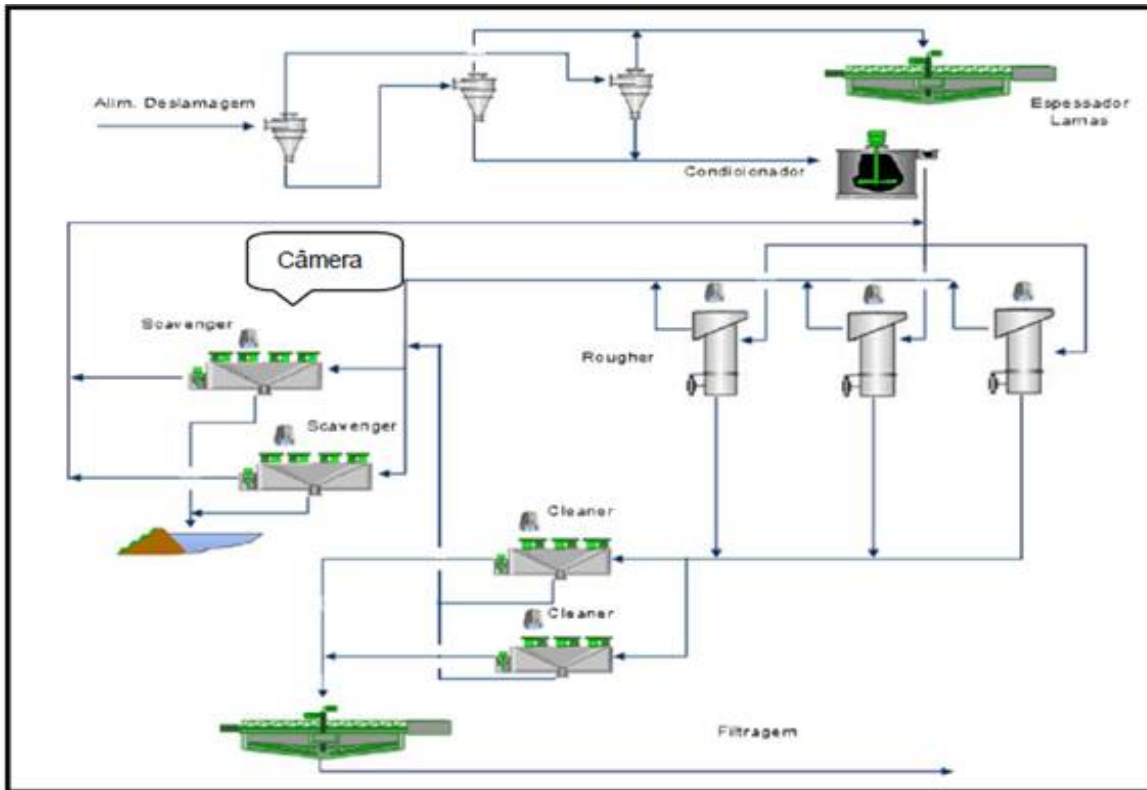 Alim. Deslamagem
Espessador
Lamas
Condicionador
Câmera
Scavenger
Rougher
Scavenger
Cleaner
Cleaner
Filtragem